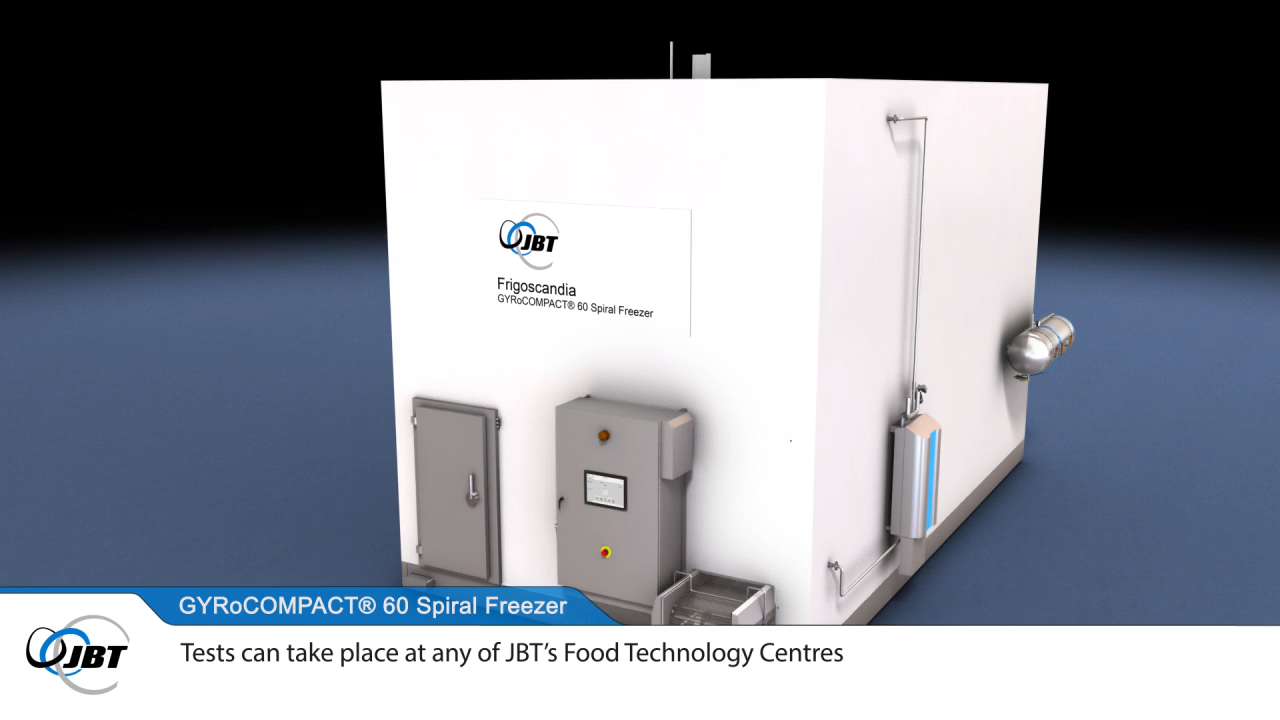 JBT
Frigoscandia
GYRoCOMPACT® 60 Spiral Freezer
GYRoCOMPACT® 60 Spiral Freezer
JBT
Tests can take place at any of JBT’s Food Technology Centres